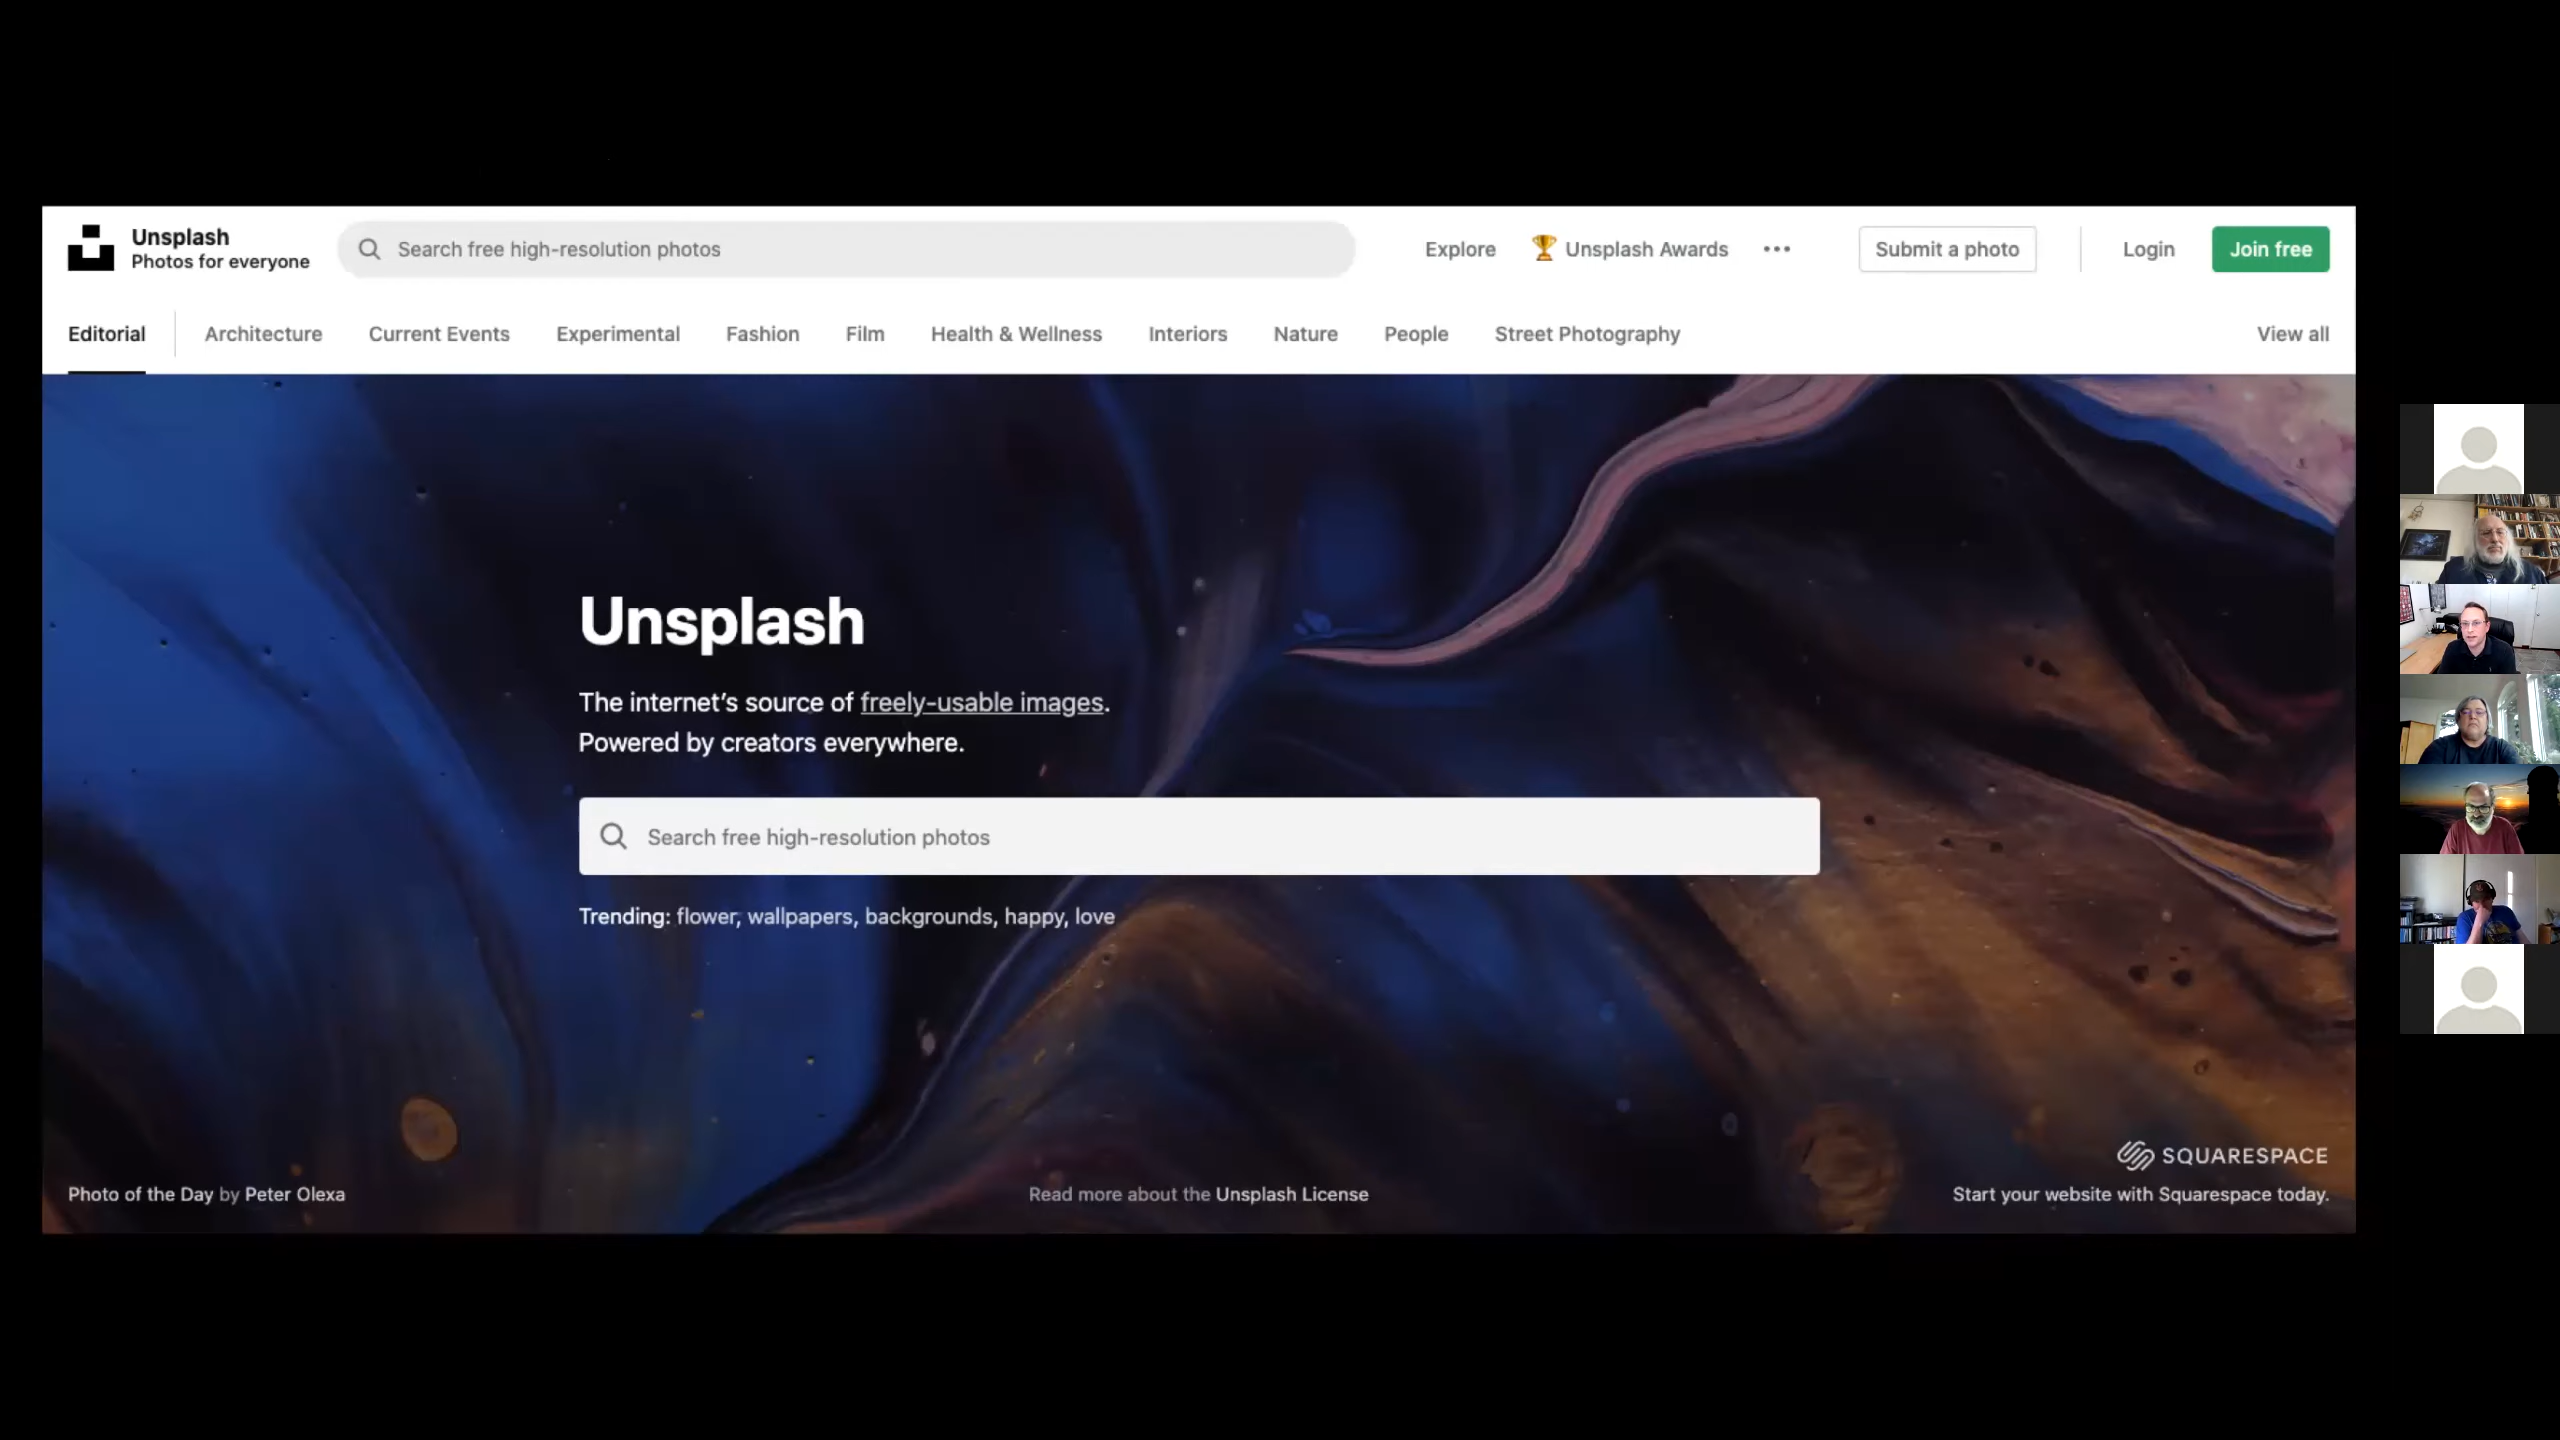 Unsplash
Photos for everyone
Search free high-resolution photos
Explore
🏆 Unsplash Awards
•••
Submit a photo
Login
Join free
Editorial
Architecture
Current Events
Experimental
Fashion
Film
Health & Wellness
Interiors
Nature
People
Street Photography
View all
Unsplash
The internet’s source of freely-usable images.
Powered by creators everywhere.
Search free high-resolution photos
Trending: flower, wallpapers, backgrounds, happy, love
Photo of the Day by Peter Olexa
Read more about the Unsplash License
SQUARESPACE
Start your website with Squarespace today.